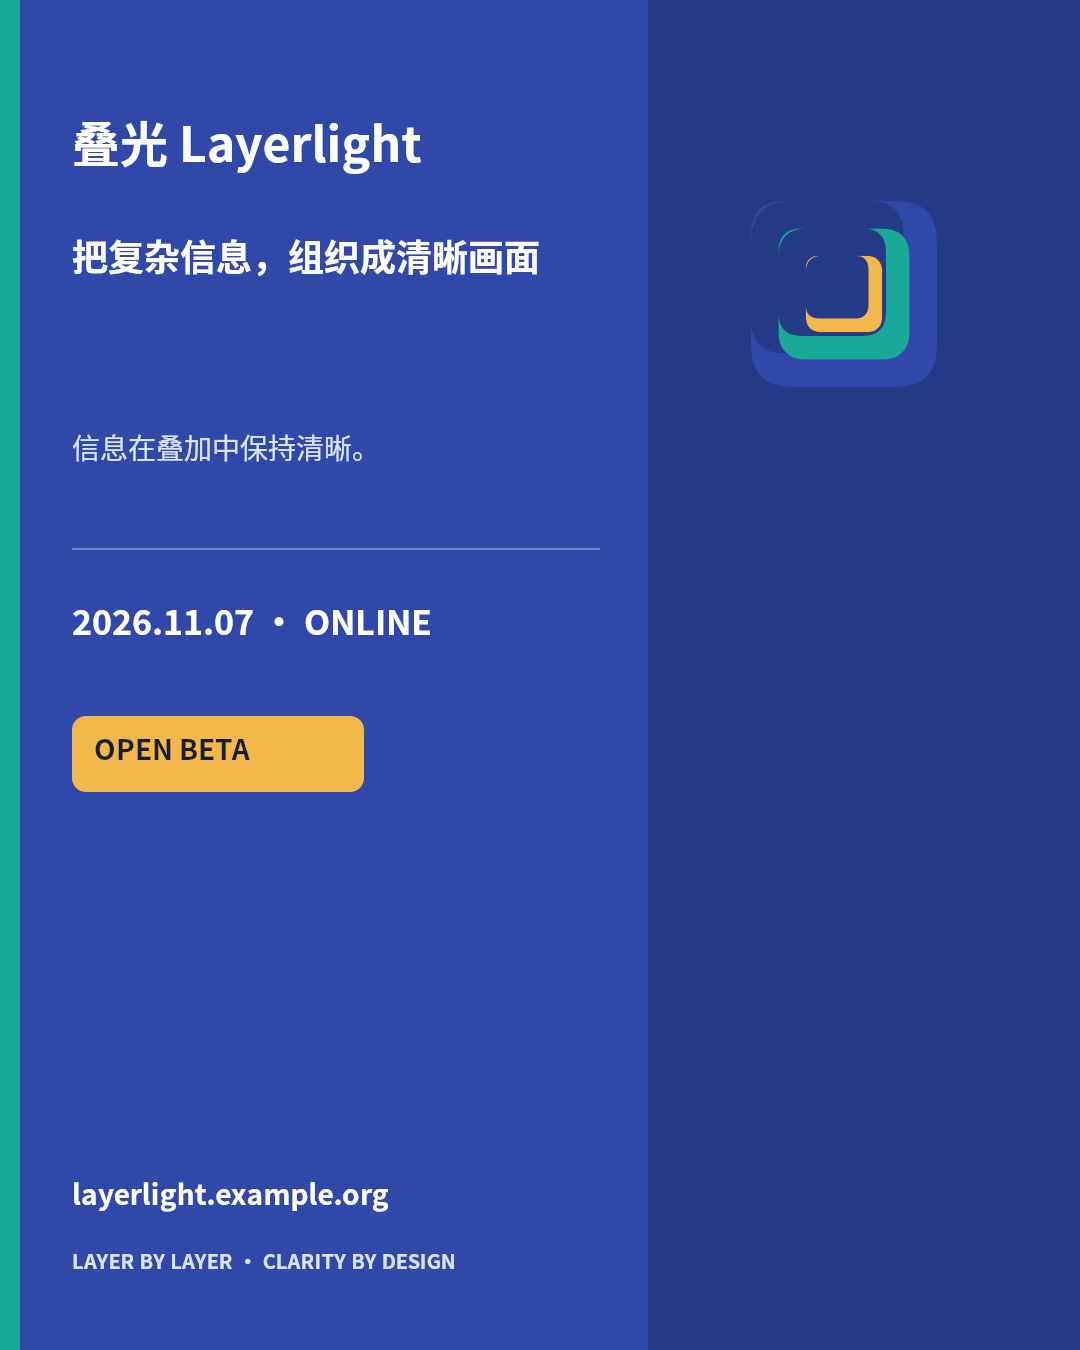 叠光 Layerlight
把复杂信息，组织成清晰画面
信息在叠加中保持清晰。
2026.11.07 · ONLINE
OPEN BETA
layerlight.example.org
LAYER BY LAYER · CLARITY BY DESIGN